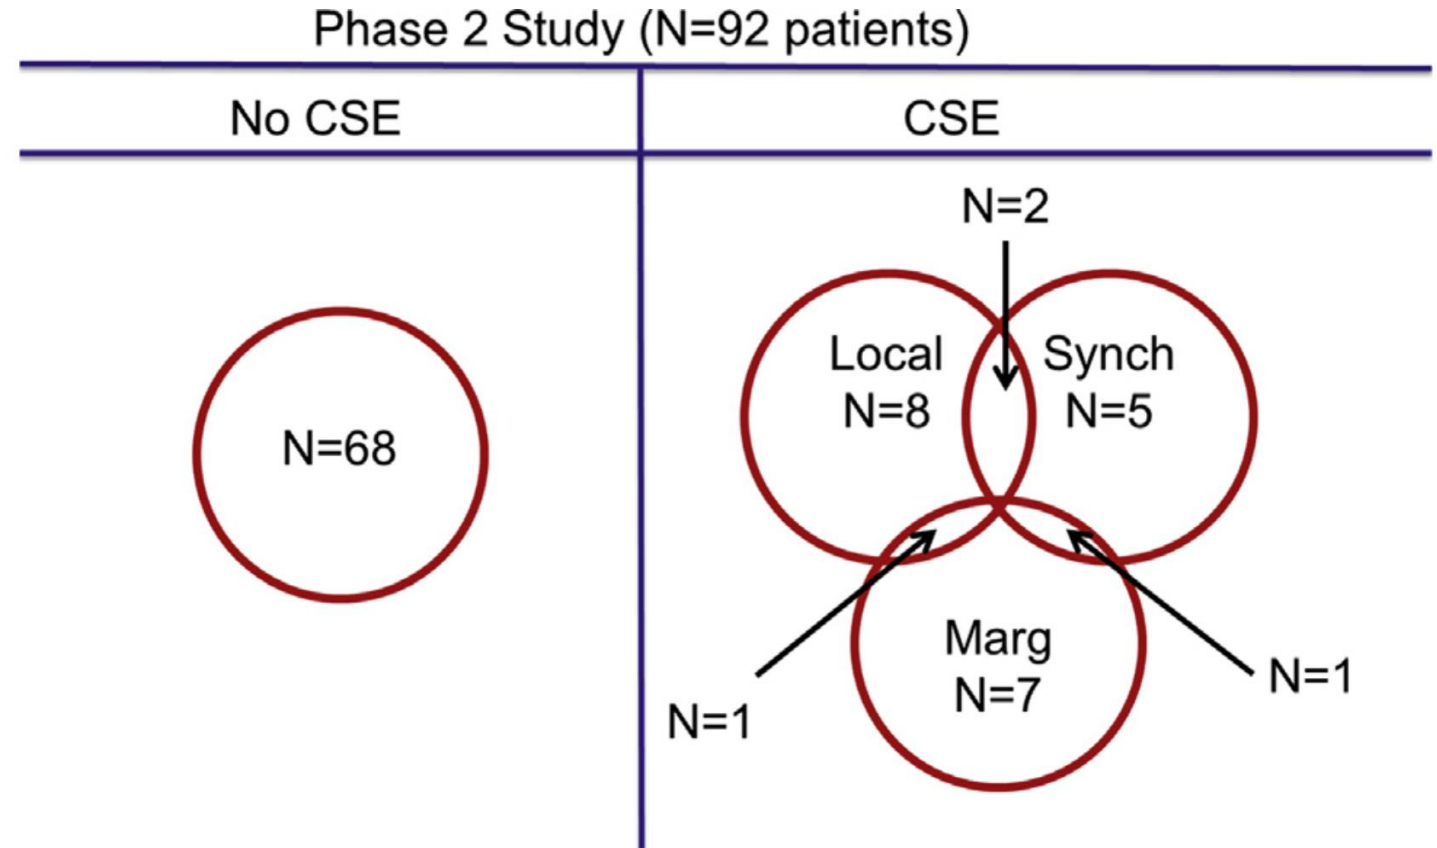 Phase 2 Study (N=92 patients)
No CSE
CSE
N=68
N=2
Local
N=8
Synch
N=5
Marg
N=7
N=1
N=1